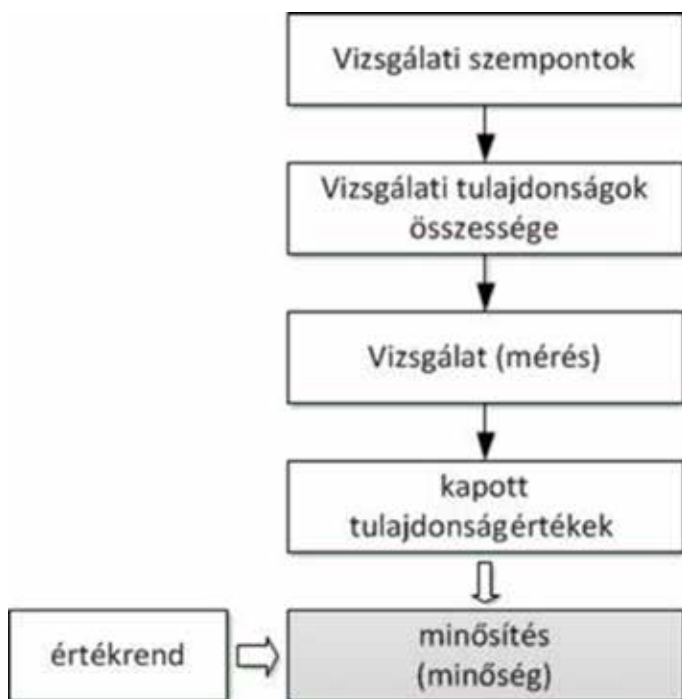 Vizsgálati szempontok
Vizsgálati tulajdonságok
összessége
Vizsgálat (mérés)
kapott
tulajdonságértékek
értékrend
minősítés
(minőség)